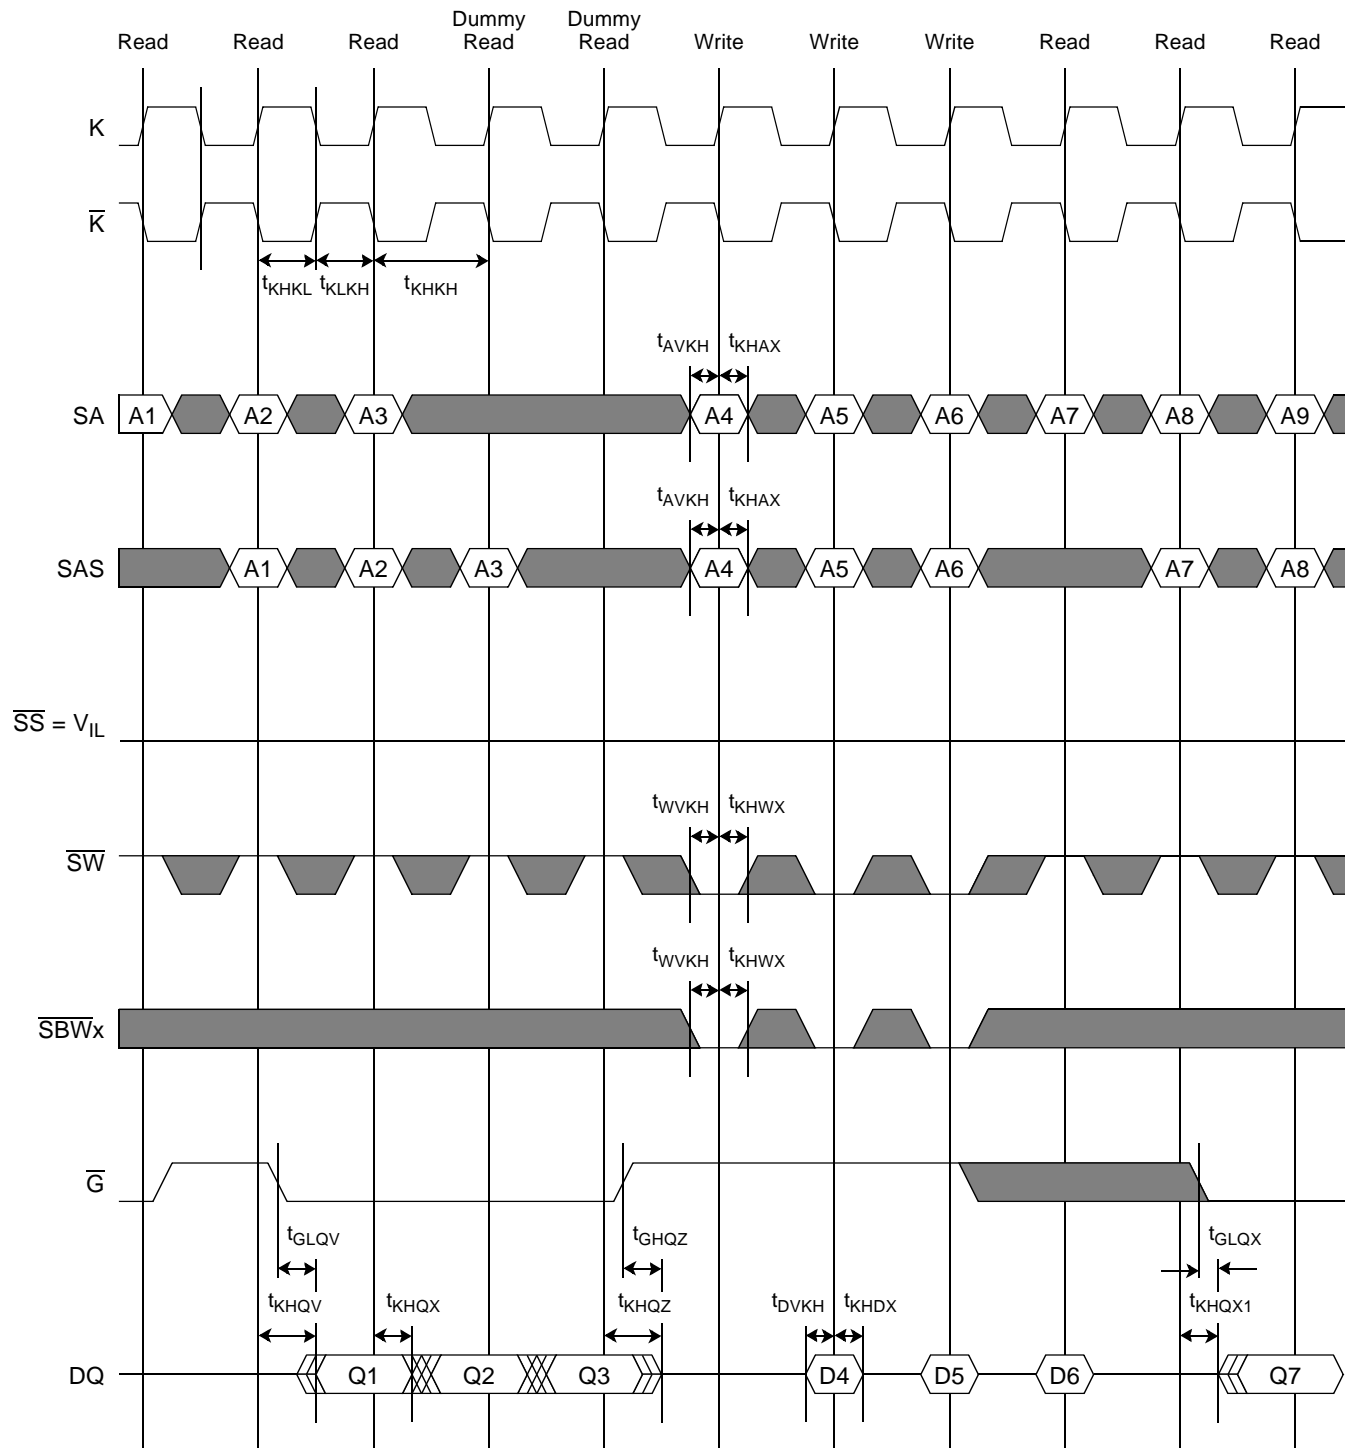 Dummy Dummy
Read Read Read Read Read Write Write Write Read Read Read
K
K̅
tKHKL tKLKH tKHKH
tAVKH tKHAX
SA A1 A2 A3 A4 A5 A6 A7 A8 A9
tAVKH tKHAX
SAS A1 A2 A3 A4 A5 A6 A7 A8
S̅S̅ = VIL
tWVKH tKHWX
S̅W̅
tWVKH tKHWX
S̅B̅W̅x
G̅
tGLQV tGHQZ tGLQX
tKHQV tKHQX tKHQZ tDVKH tKHDX tKHQX1
DQ Q1 Q2 Q3 D4 D5 D6 Q7